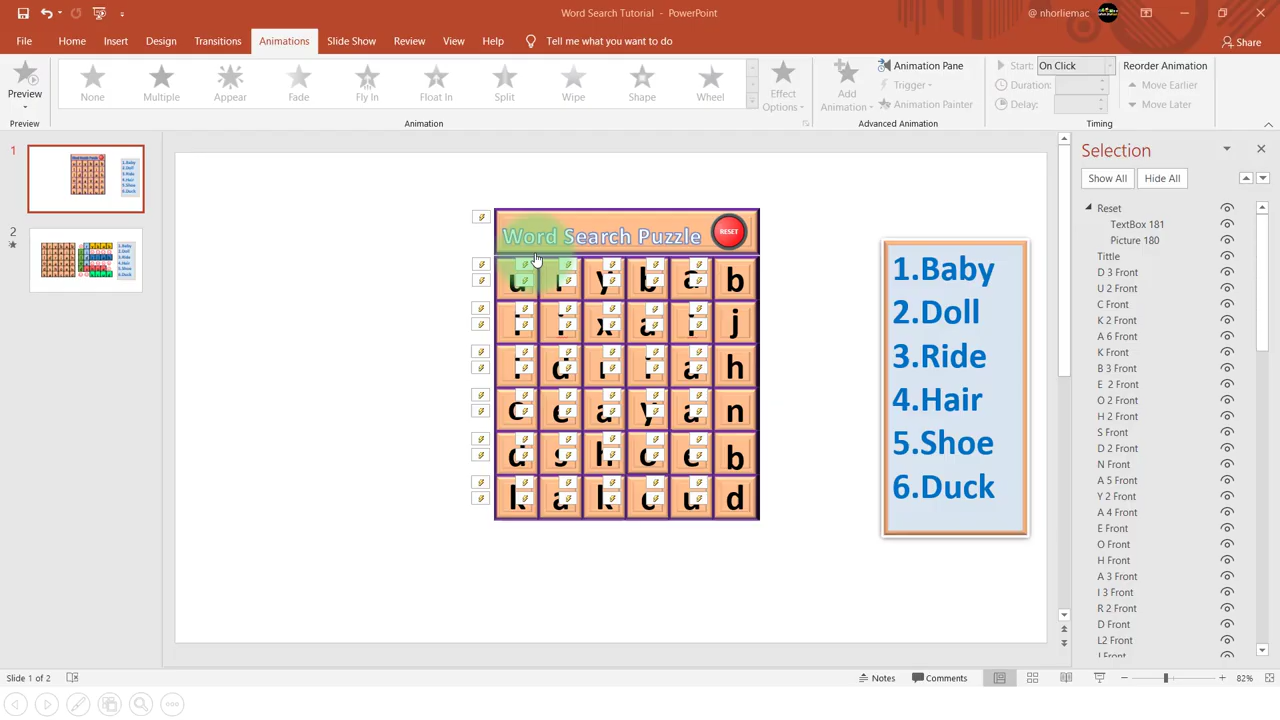 Word Search Tutorial - PowerPoint
@ nhorliemac
File Home Insert Design Transitions Animations Slide Show Review View Help Tell me what you want to do
Share
Preview
None Multiple Appear Fade Fly In Float In Split Wipe Shape Wheel
Effect Options
Add Animation
Animation Pane
Trigger
Animation Painter
Start: On Click
Duration:
Delay:
Reorder Animation
Move Earlier
Move Later
Preview Animation Advanced Animation Timing
1
2
Word Search Puzzle RESET
y b a b
x a j
d h
e a y a n
d s h o e b
k a k c u d
1.Baby
2.Doll
3.Ride
4.Hair
5.Shoe
6.Duck
Selection
Show All Hide All
Reset
TextBox 181
Picture 180
Tittle
D 3 Front
U 2 Front
C Front
K 2 Front
A 6 Front
K Front
B 3 Front
E 2 Front
O 2 Front
H 2 Front
S Front
D 2 Front
N Front
A 5 Front
Y 2 Front
A 4 Front
E Front
O Front
H Front
A 3 Front
I 3 Front
R 2 Front
D Front
L2 Front
Slide 1 of 2
Notes Comments 82%